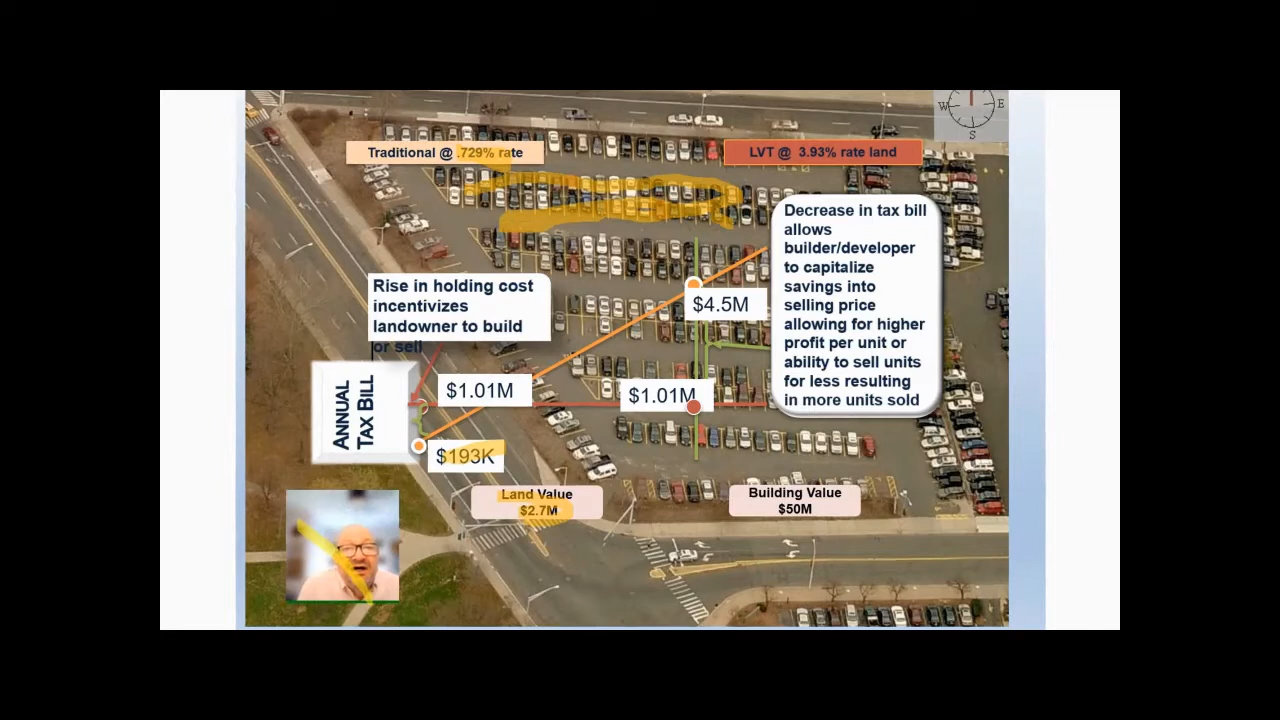 W
E
S
Traditional @ .729% rate
LVT @ 3.93% rate land
Decrease in tax bill
allows
builder/developer
to capitalize
savings into
selling price
allowing for higher
profit per unit or
ability to sell units
for less resulting
in more units sold
Rise in holding cost
incentivizes
landowner to build
or sell
$4.5M
ANNUAL
TAX BILL
$1.01M
$1.01M
$193K
Land Value
$2.7M
Building Value
$50M